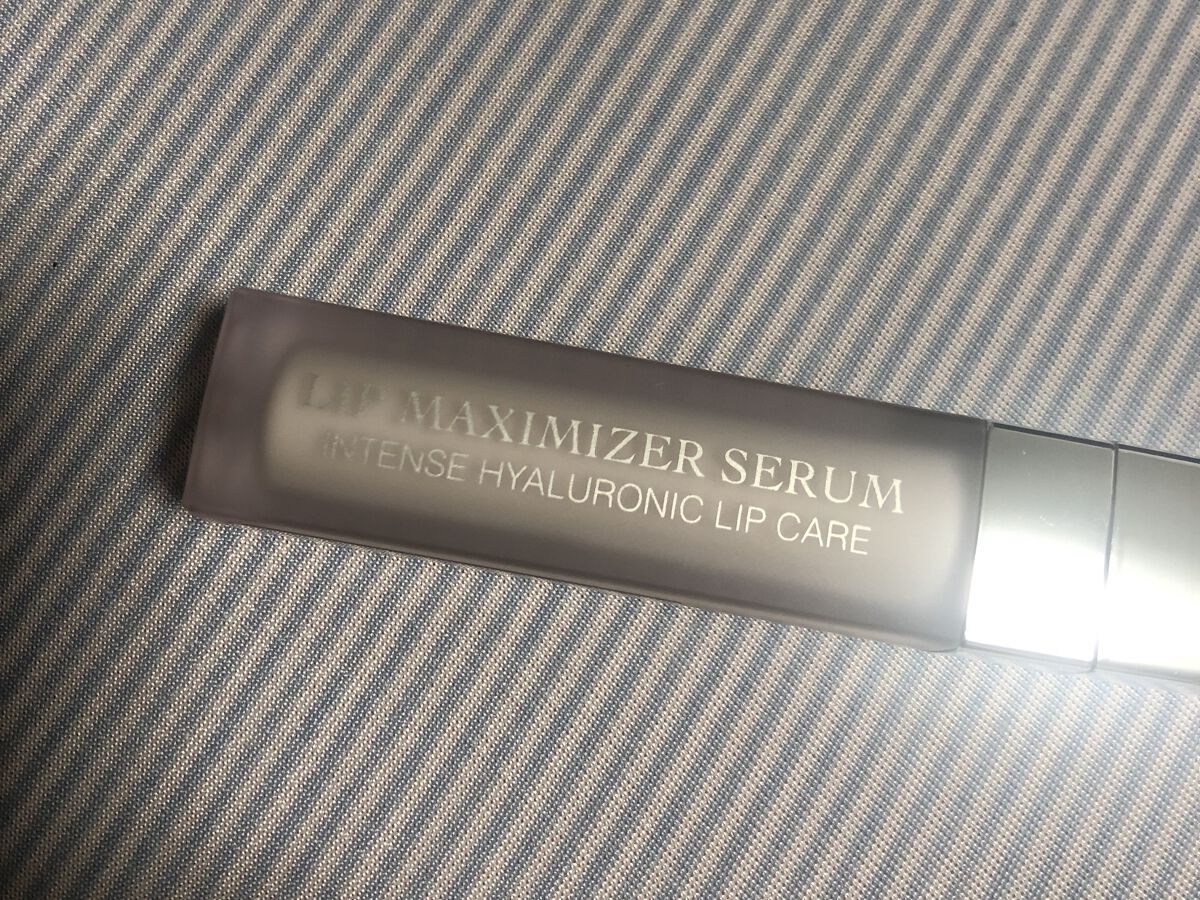 LIP MAXIMIZER SERUM
INTENSE HYALURONIC LIP CARE